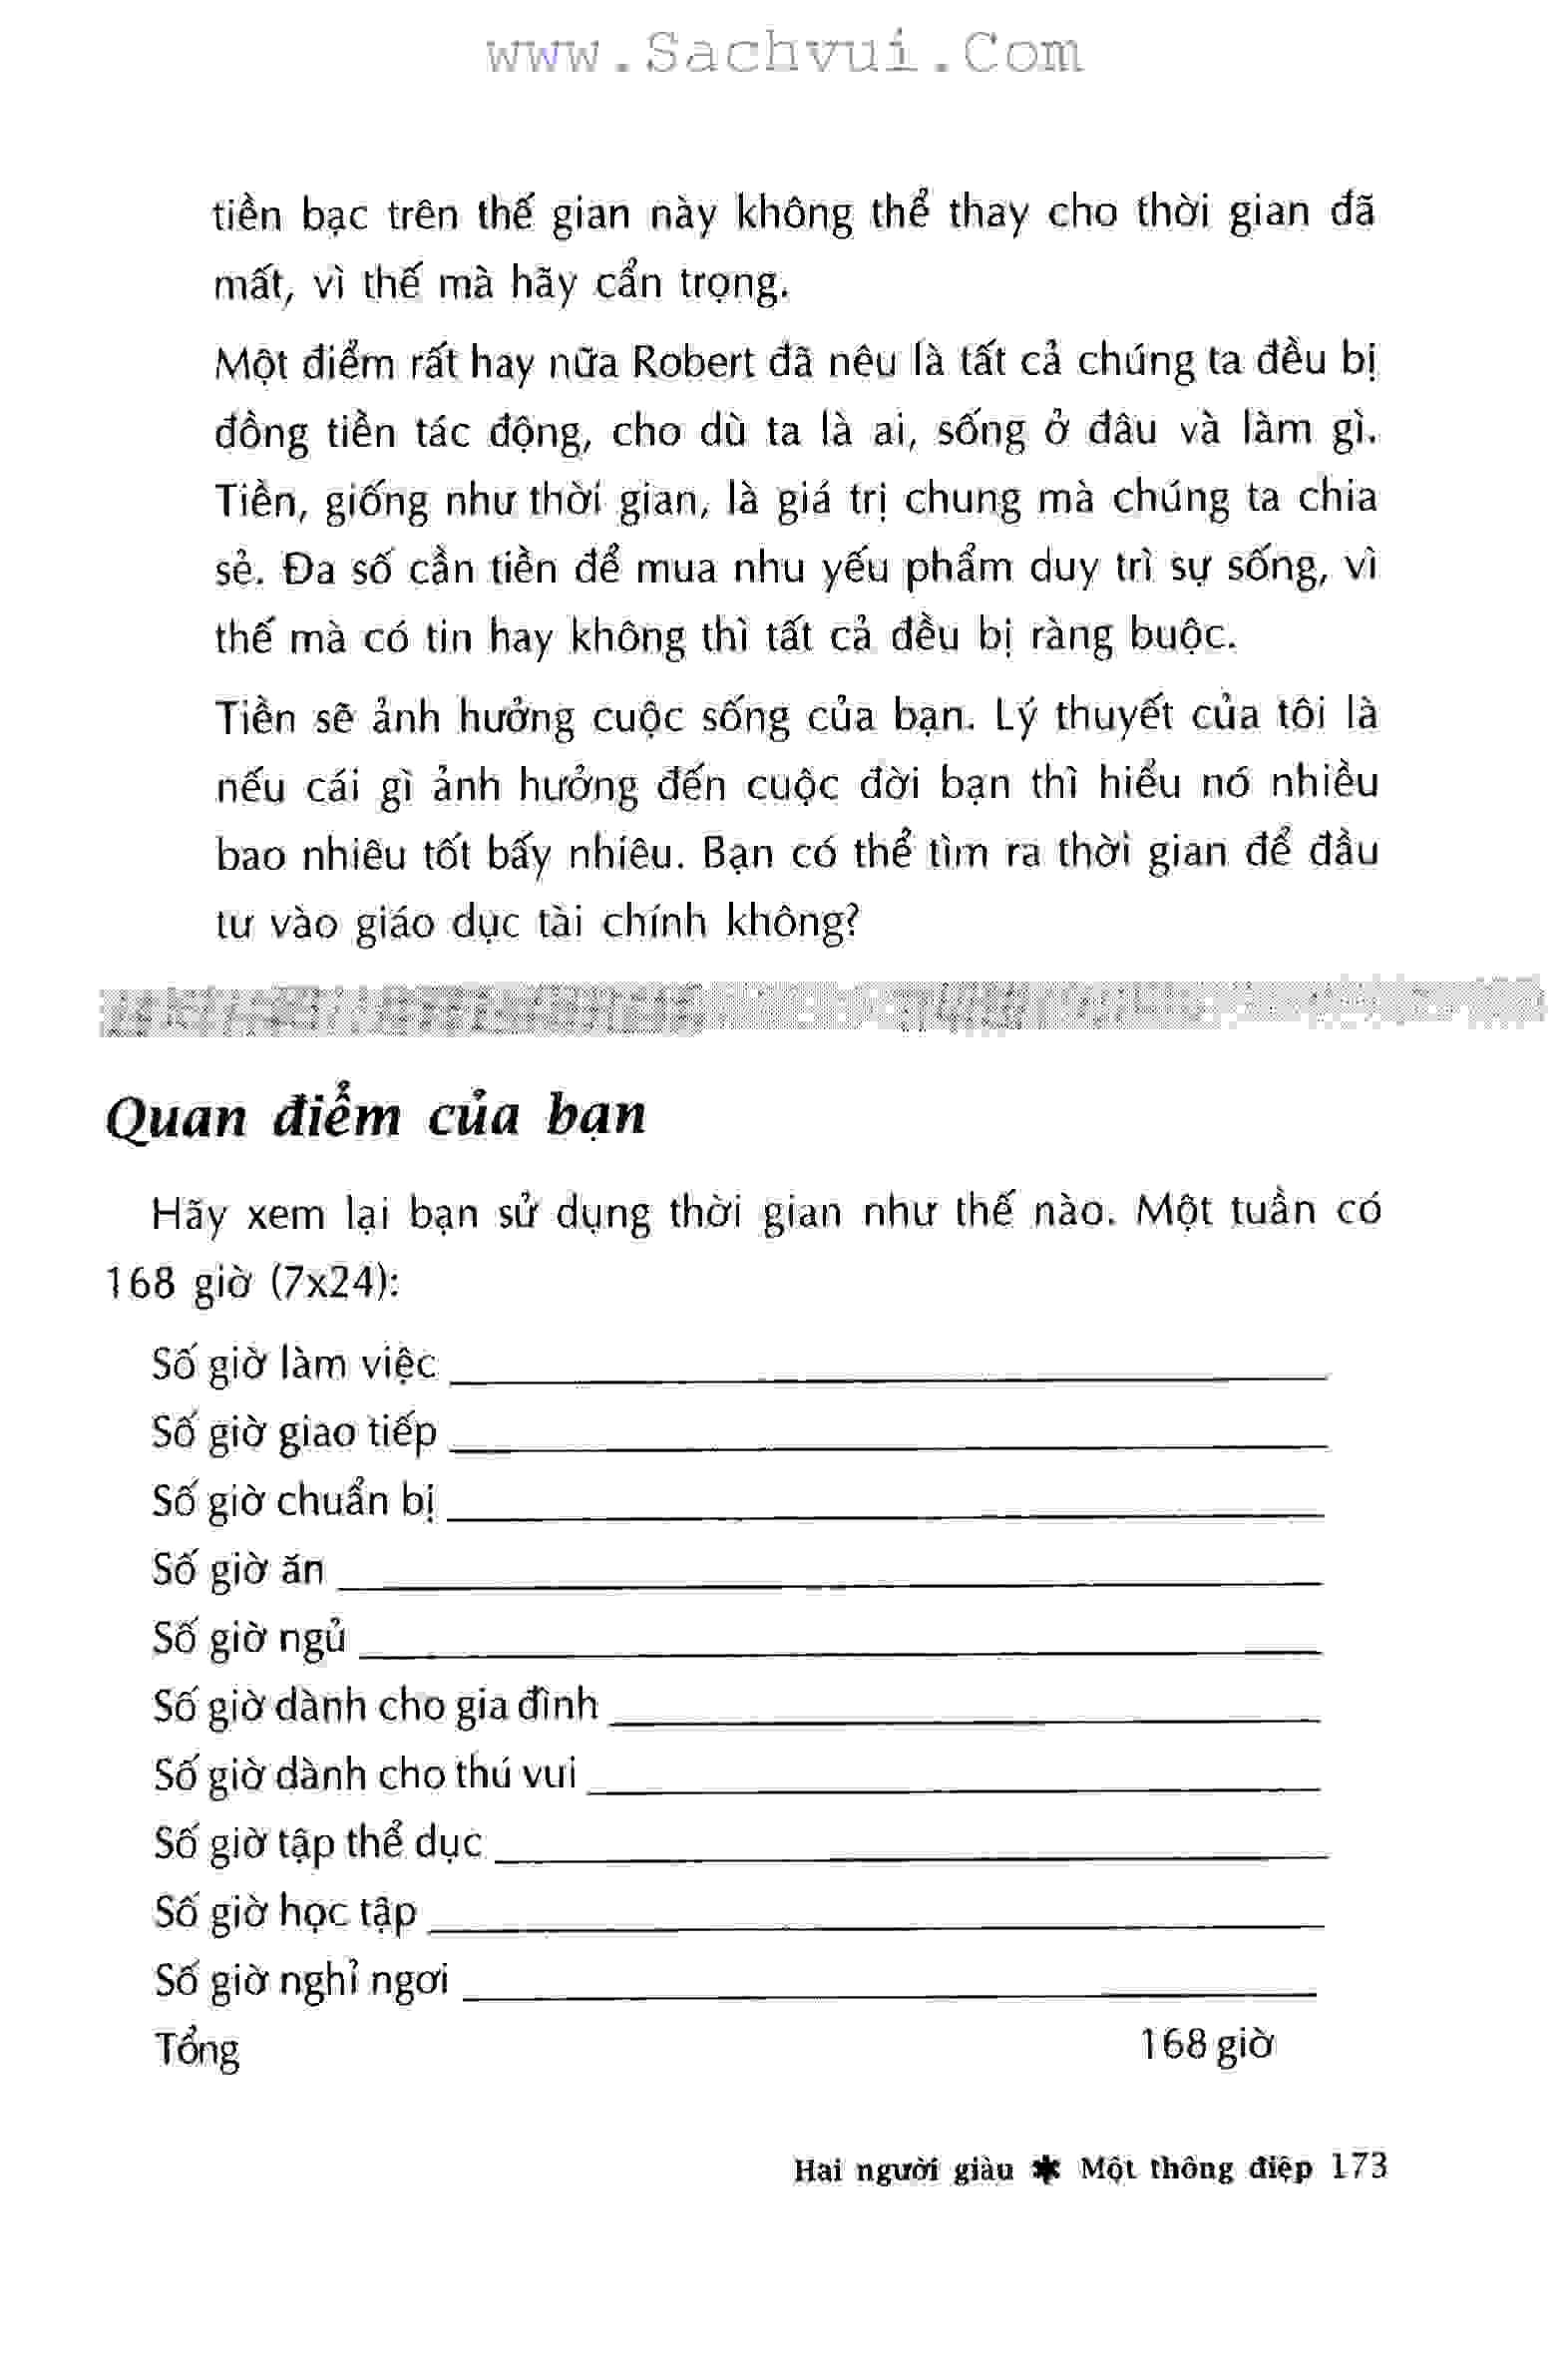 www.Sachvui.Com
tiền bạc trên thế gian này không thể thay cho thời gian đã
mất, vì thế mà hãy cẩn trọng.
Một điểm rất hay nữa Robert đã nêu là tất cả chúng ta đều bị
đồng tiền tác động, cho dù ta là ai, sống ở đâu và làm gì.
Tiền, giống như thời gian, là giá trị chung mà chúng ta chia
sẻ. Đa số cần tiền để mua nhu yếu phẩm duy trì sự sống, vì
thế mà có tin hay không thì tất cả đều bị ràng buộc.
Tiền sẽ ảnh hưởng cuộc sống của bạn. Lý thuyết của tôi là
nếu cái gì ảnh hưởng đến cuộc đời bạn thì hiểu nó nhiều
bao nhiêu tốt bấy nhiêu. Bạn có thể tìm ra thời gian để đầu
tư vào giáo dục tài chính không?
Quan điểm của bạn
Hãy xem lại bạn sử dụng thời gian như thế nào. Một tuần có
168 giờ (7x24):
Số giờ làm việc
Số giờ giao tiếp
Số giờ chuẩn bị
Số giờ ăn
Số giờ ngủ
Số giờ dành cho gia đình
Số giờ dành cho thú vui
Số giờ tập thể dục
Số giờ học tập
Số giờ nghỉ ngơi
Tổng 168 giờ
Hai người giàu ✱ Một thông điệp 173